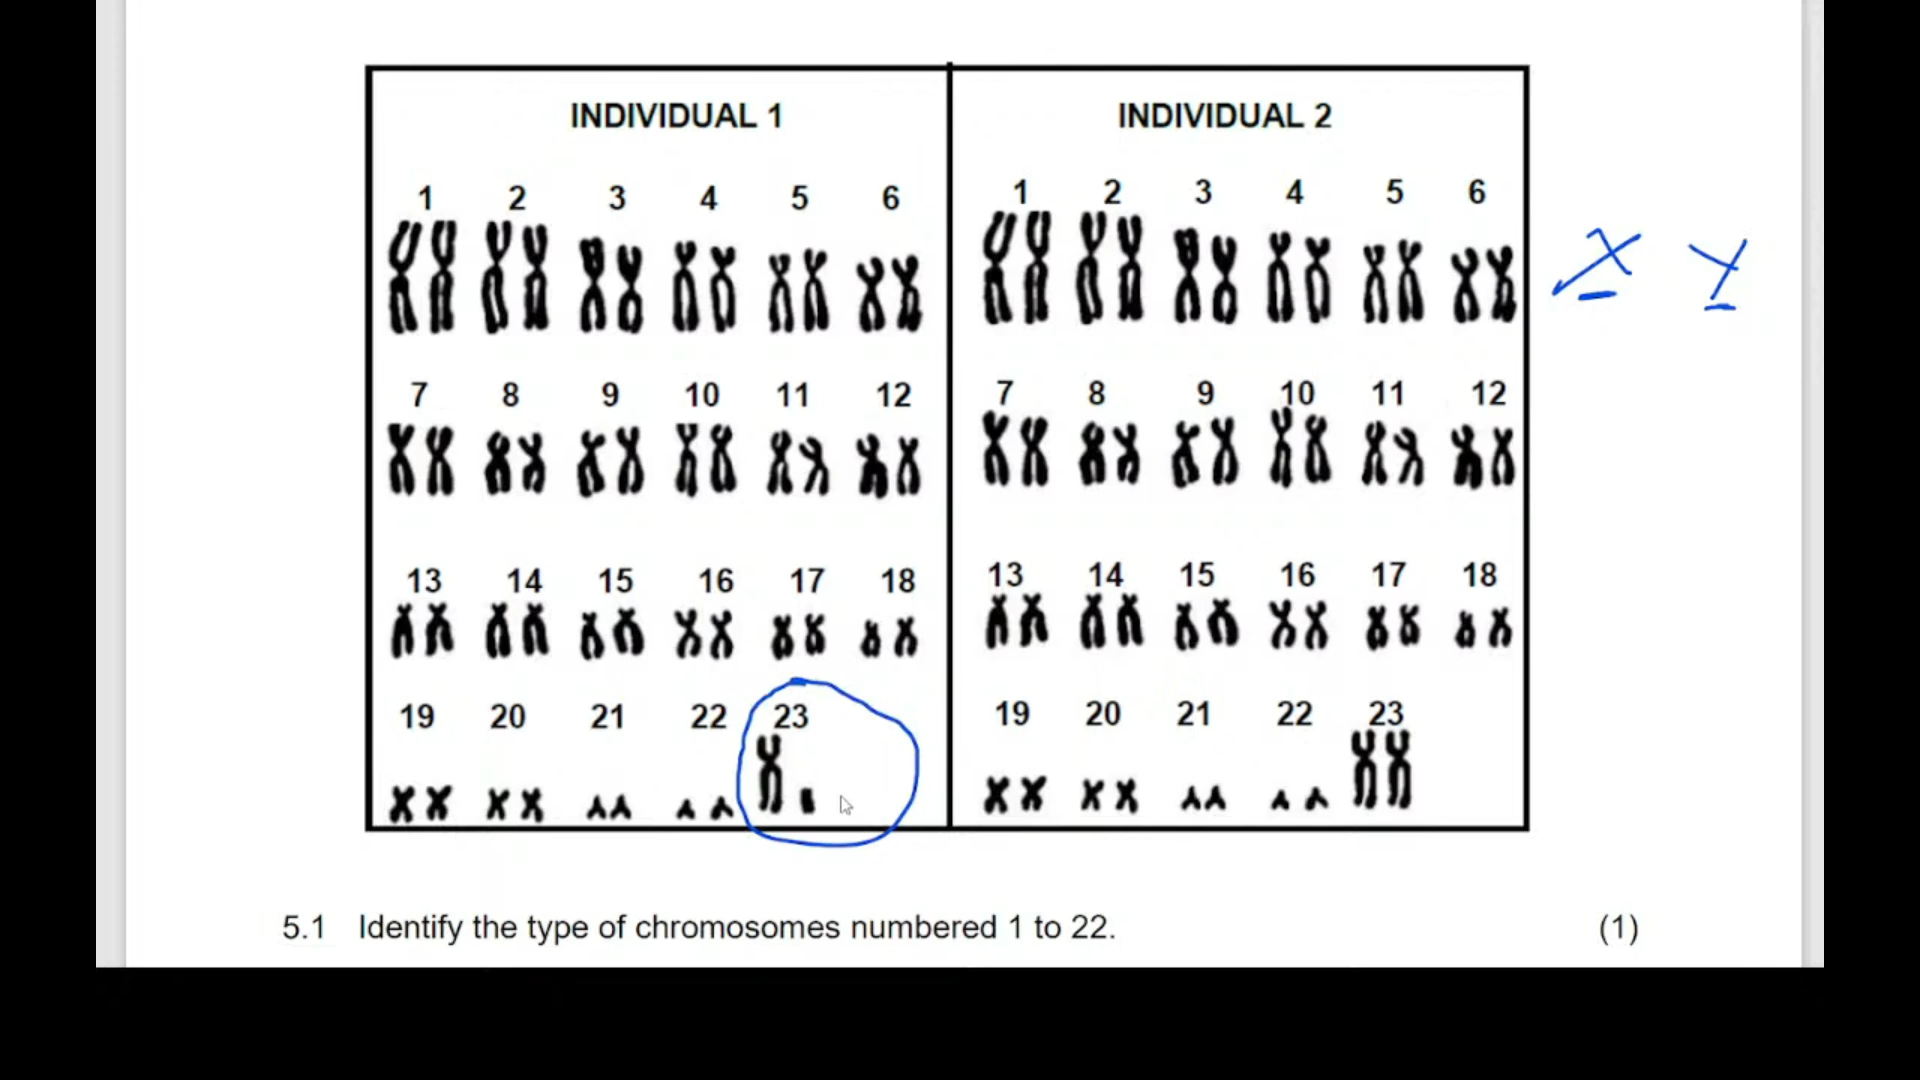 INDIVIDUAL 1
1 2 3 4 5 6
7 8 9 10 11 12
13 14 15 16 17 18
19 20 21 22 23
INDIVIDUAL 2
1 2 3 4 5 6
7 8 9 10 11 12
13 14 15 16 17 18
19 20 21 22 23
X Y
5.1 Identify the type of chromosomes numbered 1 to 22. (1)